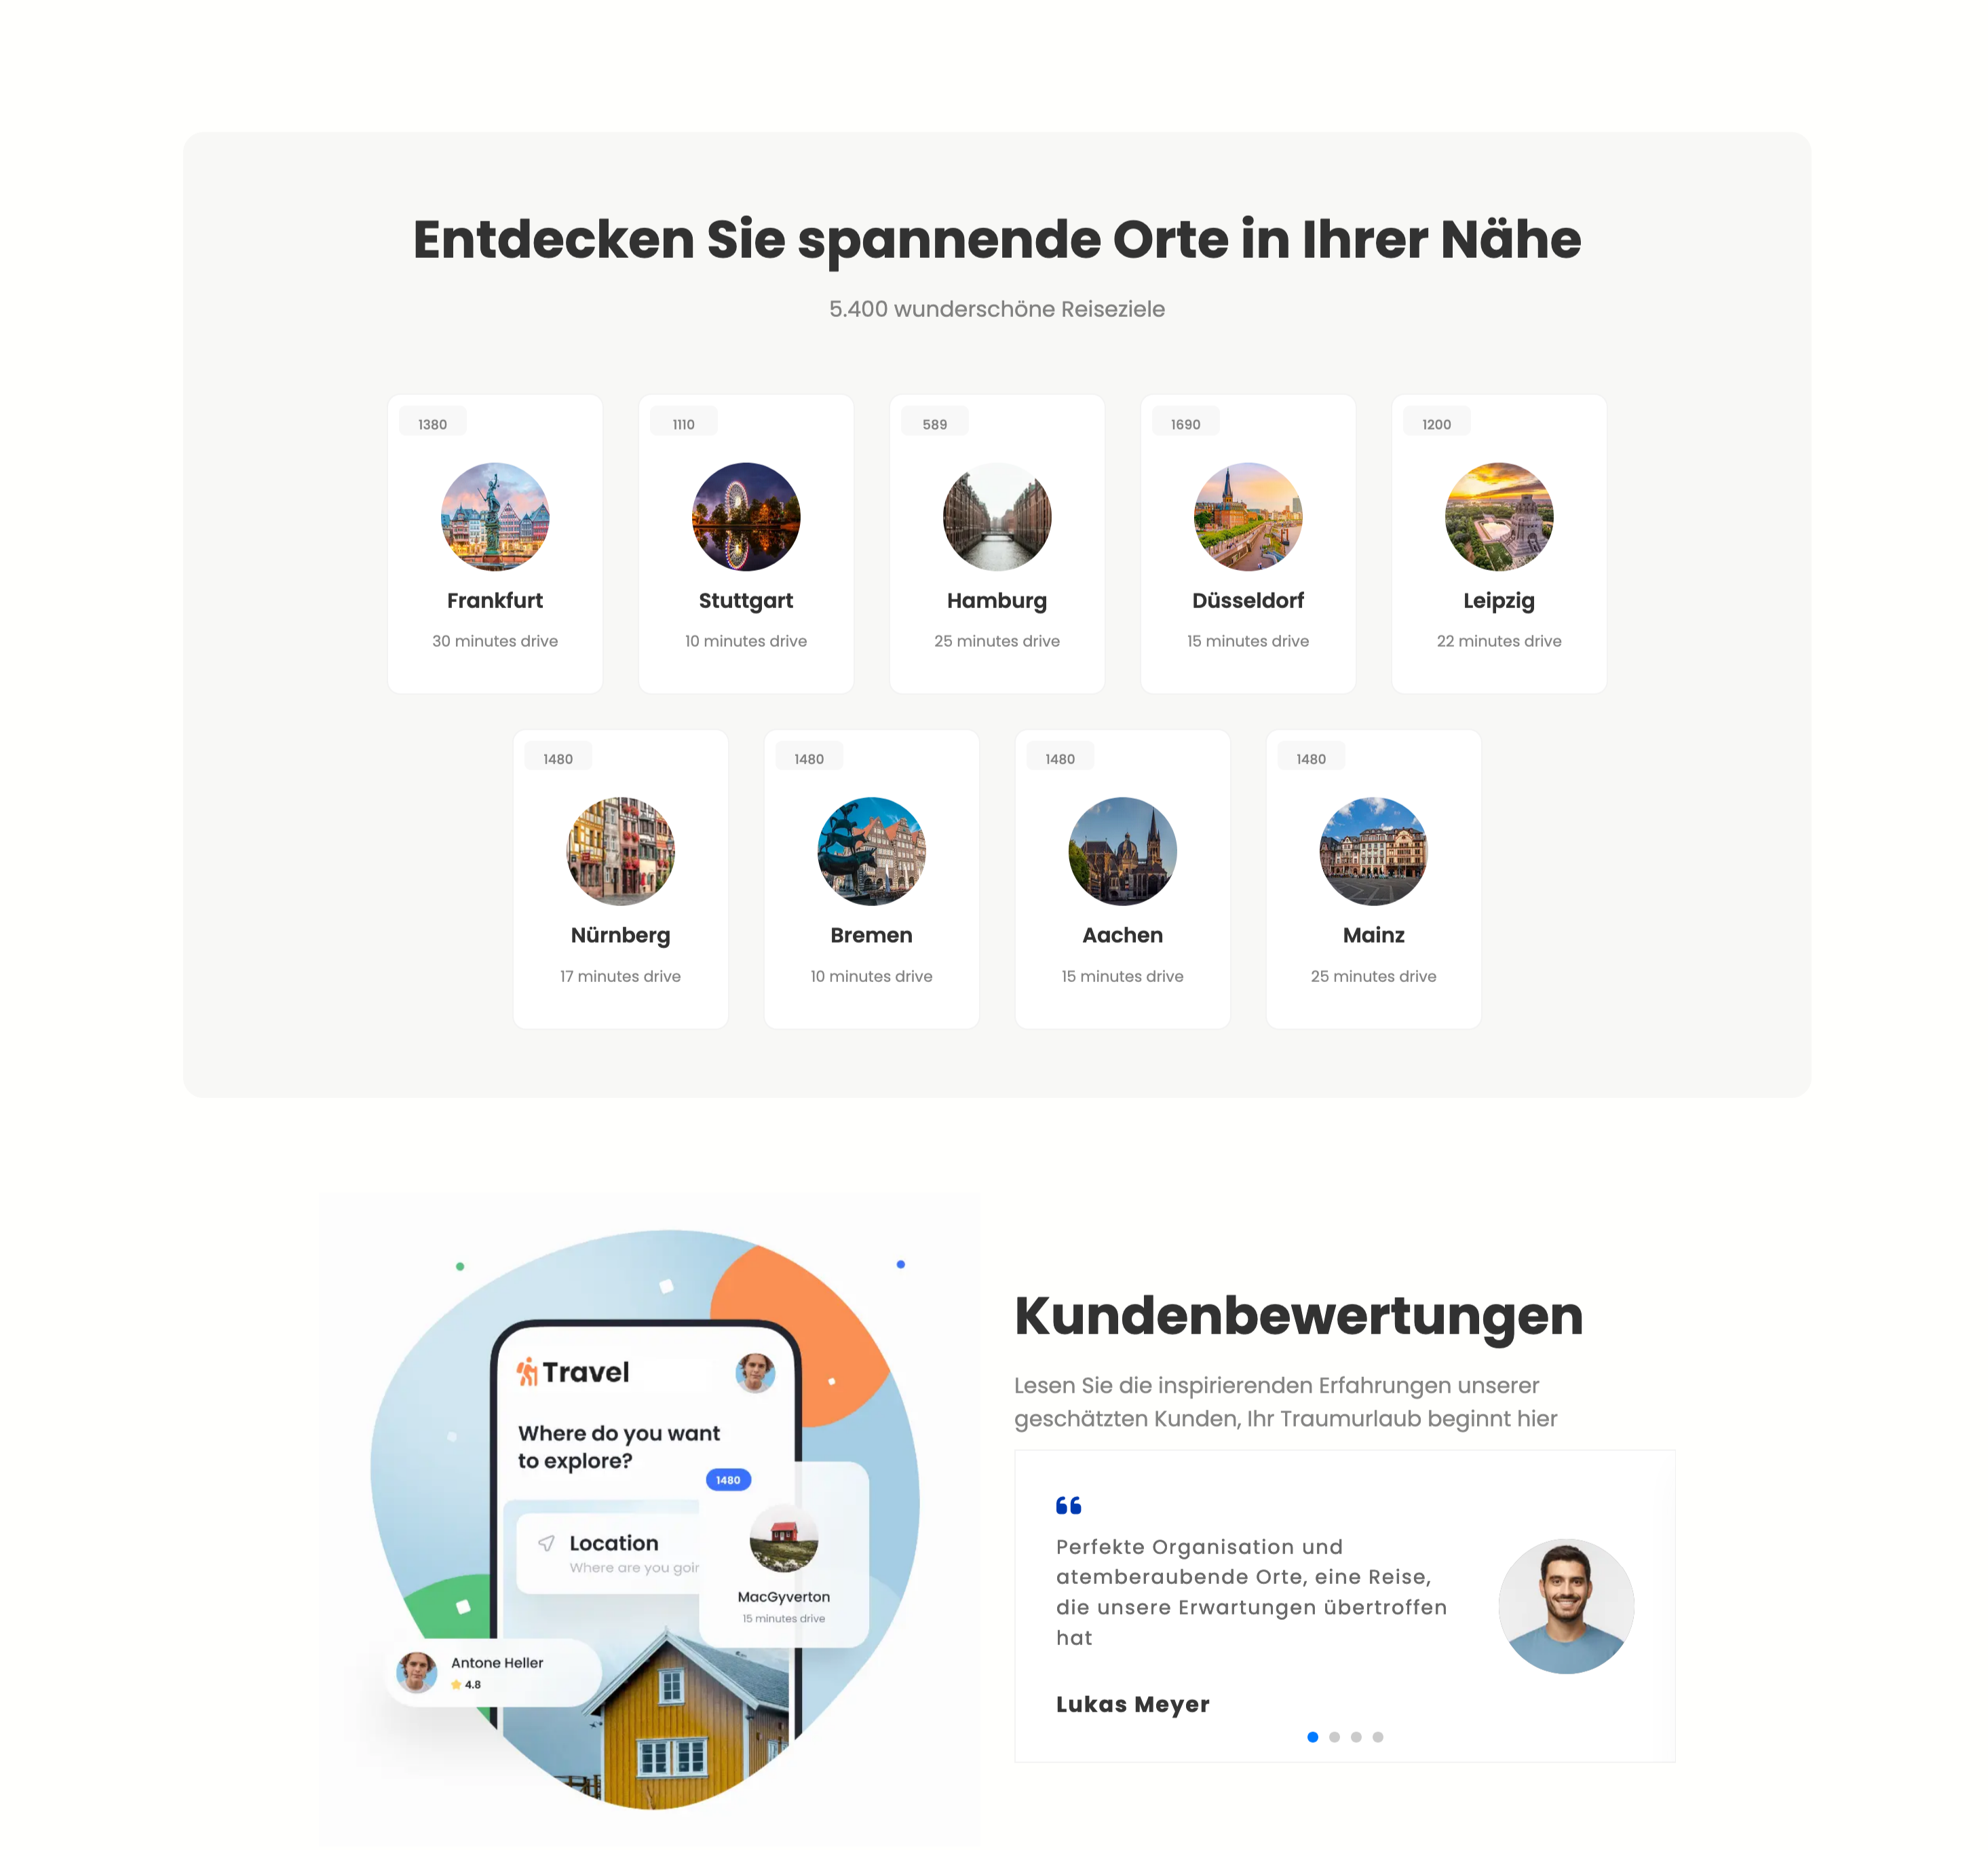 Entdecken Sie spannende Orte in Ihrer Nähe
5.400 wunderschöne Reiseziele
1380
Frankfurt
30 minutes drive
1110
Stuttgart
10 minutes drive
589
Hamburg
25 minutes drive
1690
Düsseldorf
15 minutes drive
1200
Leipzig
22 minutes drive
1480
Nürnberg
17 minutes drive
1480
Bremen
10 minutes drive
1480
Aachen
15 minutes drive
1480
Mainz
25 minutes drive
Travel
Where do you want
to explore?
1480
Location
Where are you goir
MacGyverton
15 minutes drive
Antone Heller
4.8
Kundenbewertungen
Lesen Sie die inspirierenden Erfahrungen unserer
geschätzten Kunden, Ihr Traumurlaub beginnt hier
Perfekte Organisation und
atemberaubende Orte, eine Reise,
die unsere Erwartungen übertroffen
hat
Lukas Meyer